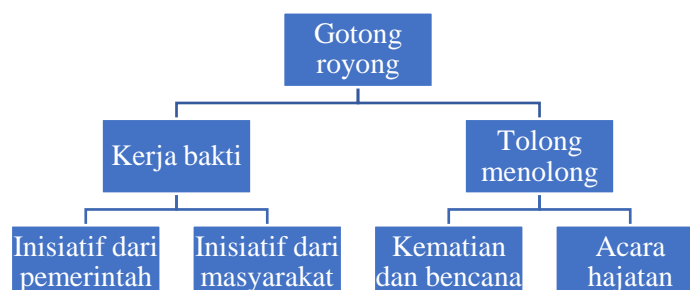 Gotong
royong
Kerja bakti
Tolong
menolong
Inisiatif dari
pemerintah
Inisiatif dari
masyarakat
Kematian
dan bencana
Acara
hajatan